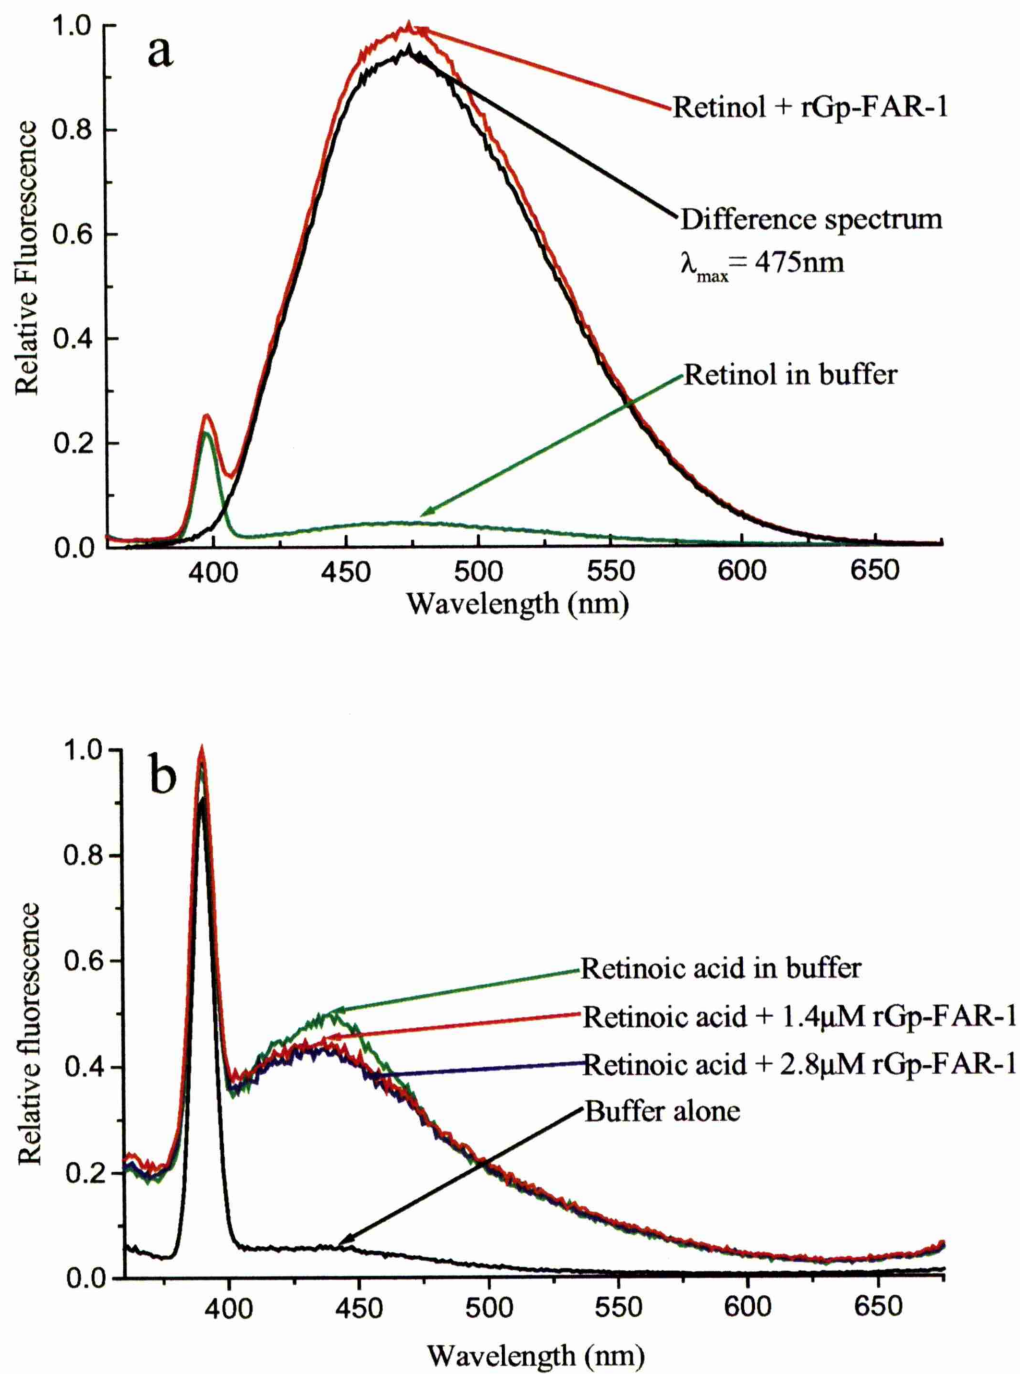 a
1.0
0.8
0.6
0.4
0.2
0.0
Relative Fluorescence
Retinol + rGp-FAR-1
Difference spectrum
λmax= 475nm
Retinol in buffer
400 450 500 550 600 650
Wavelength (nm)
b
1.0
0.8
0.6
0.4
0.2
0.0
Relative fluorescence
Retinoic acid in buffer
Retinoic acid + 1.4µM rGp-FAR-1
Retinoic acid + 2.8µM rGp-FAR-1
Buffer alone
400 450 500 550 600 650
Wavelength (nm)